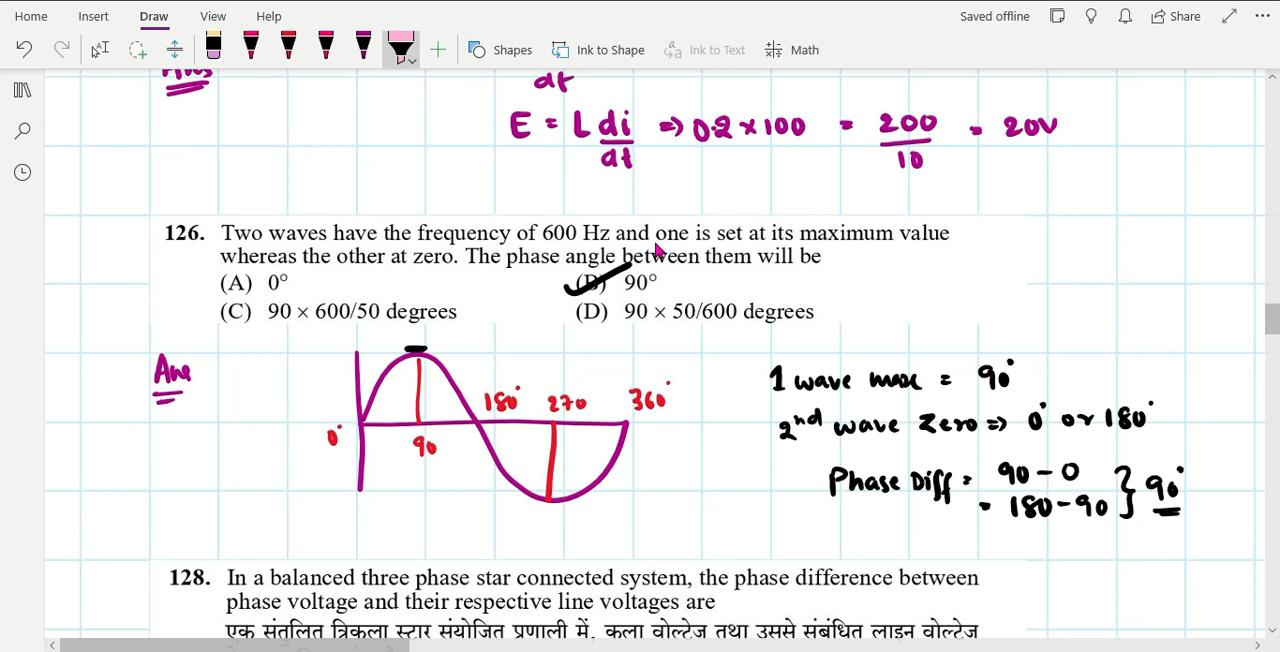 Home Insert Draw View Help Saved offline Share
Shapes Ink to Shape Ink to Text Math
Ans
dt
E = L di/dt => 0.2 x 100 = 200/10 = 20V
126. Two waves have the frequency of 600 Hz and one is set at its maximum value
whereas the other at zero. The phase angle between them will be
(A) 0° (B) 90°
(C) 90 × 600/50 degrees (D) 90 × 50/600 degrees
Ans
0° 90 180° 270 360°
1 wave max = 90°
2nd wave zero => 0° or 180°
Phase Diff = 90 - 0
= 180 - 90 } 90°
128. In a balanced three phase star connected system, the phase difference between
phase voltage and their respective line voltages are
एक संतुलित त्रिकला स्टार संयोजित प्रणाली में, कला वोल्टेज तथा उससे संबंधित लाइन वोल्टेज